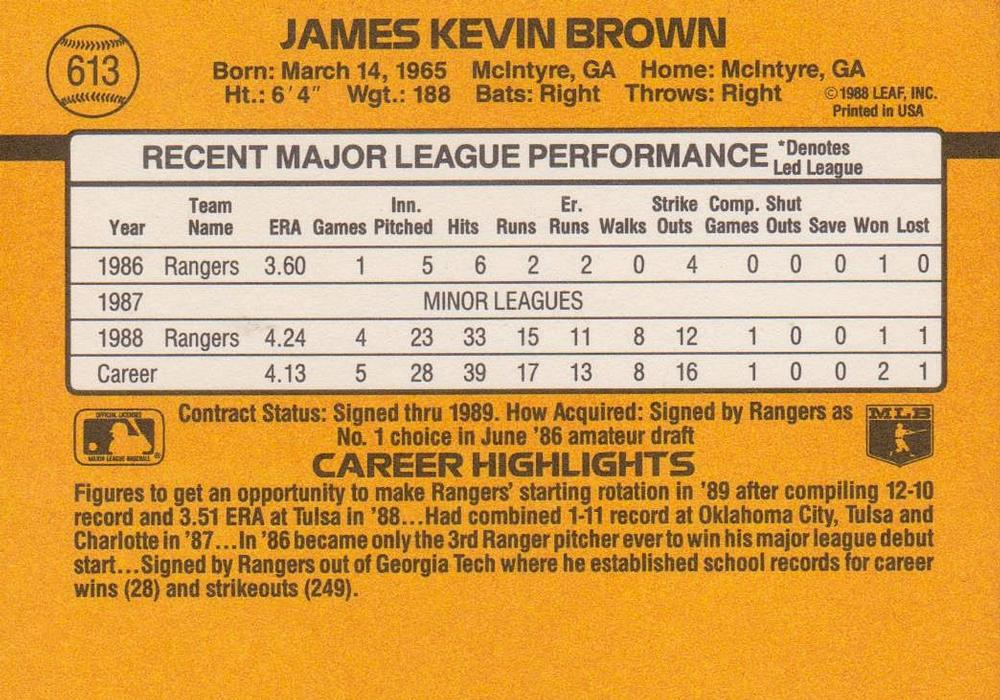 613
JAMES KEVIN BROWN
Born: March 14, 1965 McIntyre, GA Home: McIntyre, GA
Ht.: 6'4" Wgt.: 188 Bats: Right Throws: Right ©1988 LEAF, INC.
Printed in USA
RECENT MAJOR LEAGUE PERFORMANCE *Denotes Led League
Year Team Name ERA Games Inn. Pitched Hits Runs Er. Runs Walks Strike Outs Comp. Games Shut Outs Save Won Lost
1986 Rangers 3.60 1 5 6 2 2 0 4 0 0 0 1 0
1987 MINOR LEAGUES
1988 Rangers 4.24 4 23 33 15 11 8 12 1 0 0 1 1
Career 4.13 5 28 39 17 13 8 16 1 0 0 2 1
OFFICIAL LICENSEE
MAJOR LEAGUE BASEBALL ®
Contract Status: Signed thru 1989. How Acquired: Signed by Rangers as
No. 1 choice in June '86 amateur draft
MLB
CAREER HIGHLIGHTS
Figures to get an opportunity to make Rangers' starting rotation in '89 after compiling 12-10
record and 3.51 ERA at Tulsa in '88...Had combined 1-11 record at Oklahoma City, Tulsa and
Charlotte in '87...In '86 became only the 3rd Ranger pitcher ever to win his major league debut
start...Signed by Rangers out of Georgia Tech where he established school records for career
wins (28) and strikeouts (249).